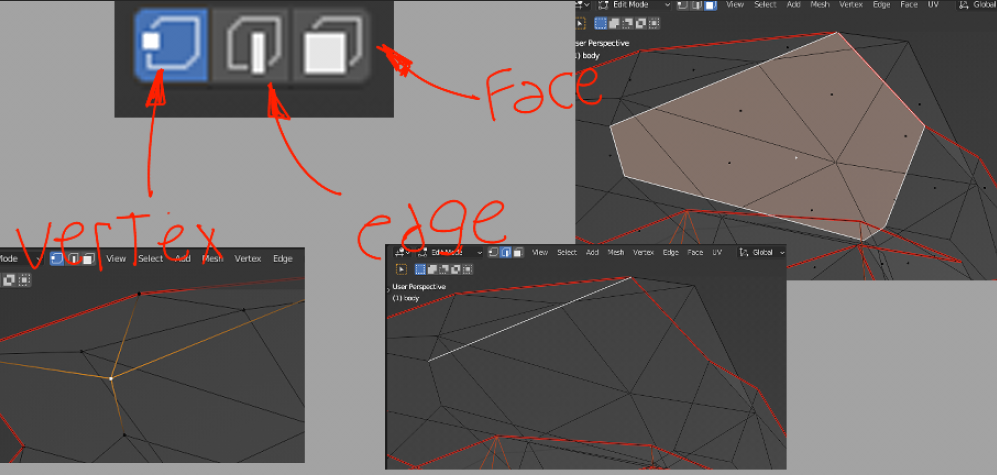 Face
vertex
edge
Edit Mode
View
Select
Add
Mesh
Vertex
Edge
Face
UV
Global
User Perspective
(1) body
Mode
View
Select
Add
Mesh
Vertex
Edge
Edit Mode
View
Select
Add
Mesh
Vertex
Edge
Face
UV
Global
User Perspective
(1) body